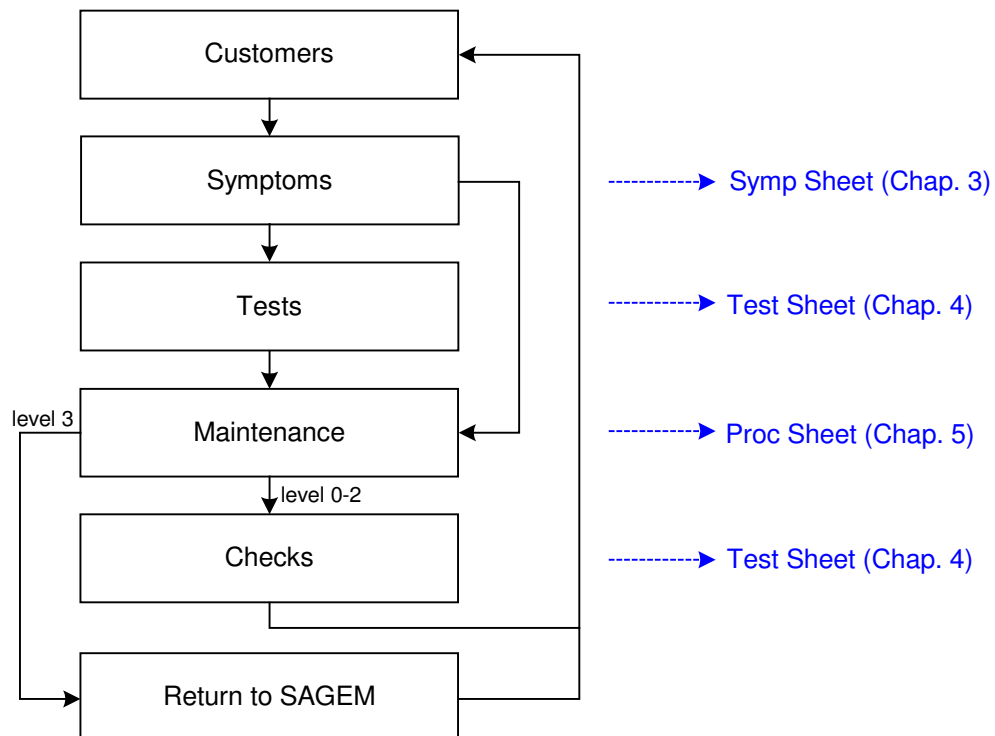 Customers
Symptoms
Symp Sheet (Chap. 3)
Tests
Test Sheet (Chap. 4)
level 3
Maintenance
Proc Sheet (Chap. 5)
level 0-2
Checks
Test Sheet (Chap. 4)
Return to SAGEM